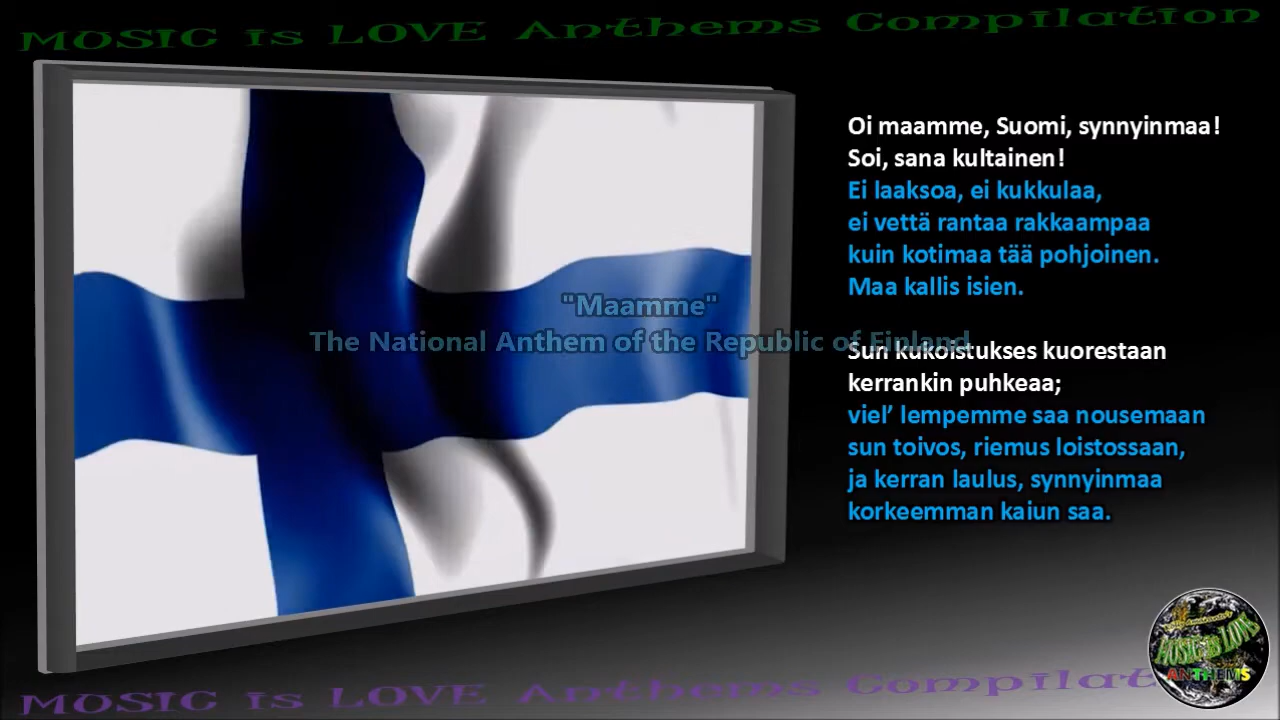 MUSIC is LOVE Anthems Compilation
Oi maamme, Suomi, synnyinmaa!
Soi, sana kultainen!
Ei laaksoa, ei kukkulaa,
ei vettä rantaa rakkaampaa
kuin kotimaa tää pohjoinen.
Maa kallis isien.
"Maamme"
The National Anthem of the Republic of Finland
Sun kukoistukses kuorestaan
kerrankin puhkeaa;
viel’ lempemme saa nousemaan
sun toivos, riemus loistossaan,
ja kerran laulus, synnyinmaa
korkeemman kaiun saa.
MUSIC is LOVE
ANTHEMS
MUSIC is LOVE Anthems Compilat